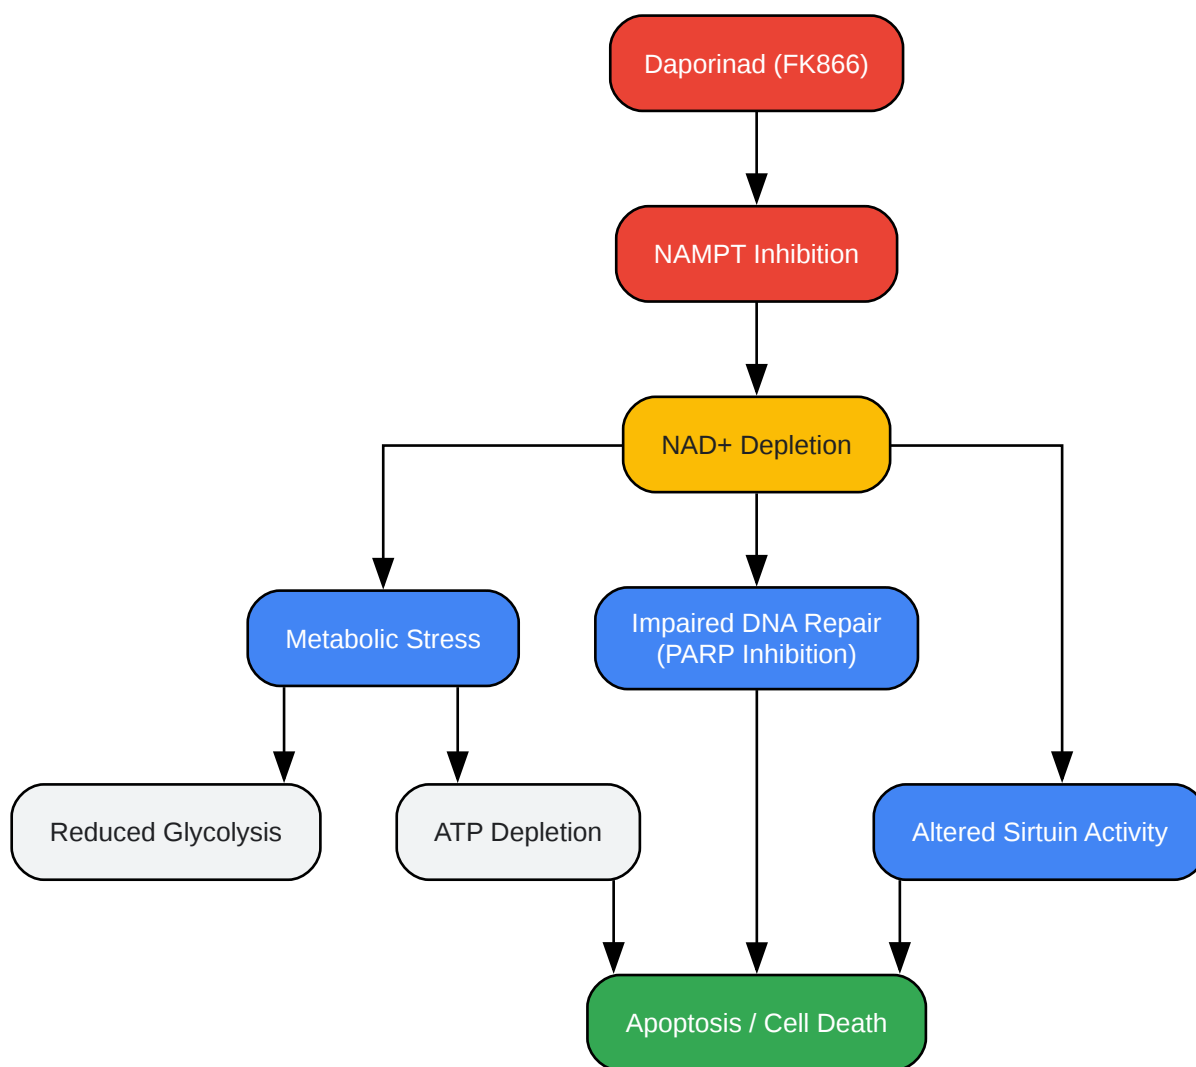 Daporinad (FK866)
NAMPT Inhibition
NAD+ Depletion
Metabolic Stress
Impaired DNA Repair
(PARP Inhibition)
Reduced Glycolysis
ATP Depletion
Altered Sirtuin Activity
Apoptosis / Cell Death